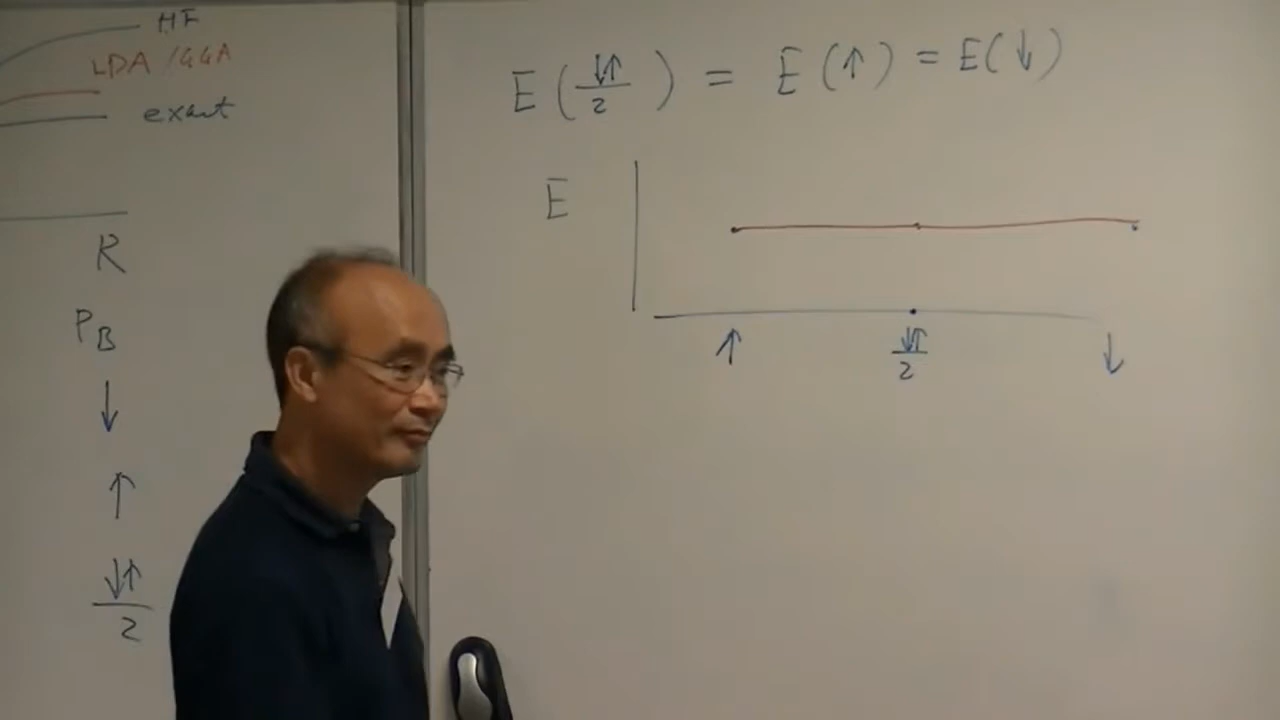 HF
LDA/GGA
exact
R
P_B
↓
↑
↓↑/2
E(↓↑/2) = E(↑) = E(↓)
E
↑ ↓↑/2 ↓